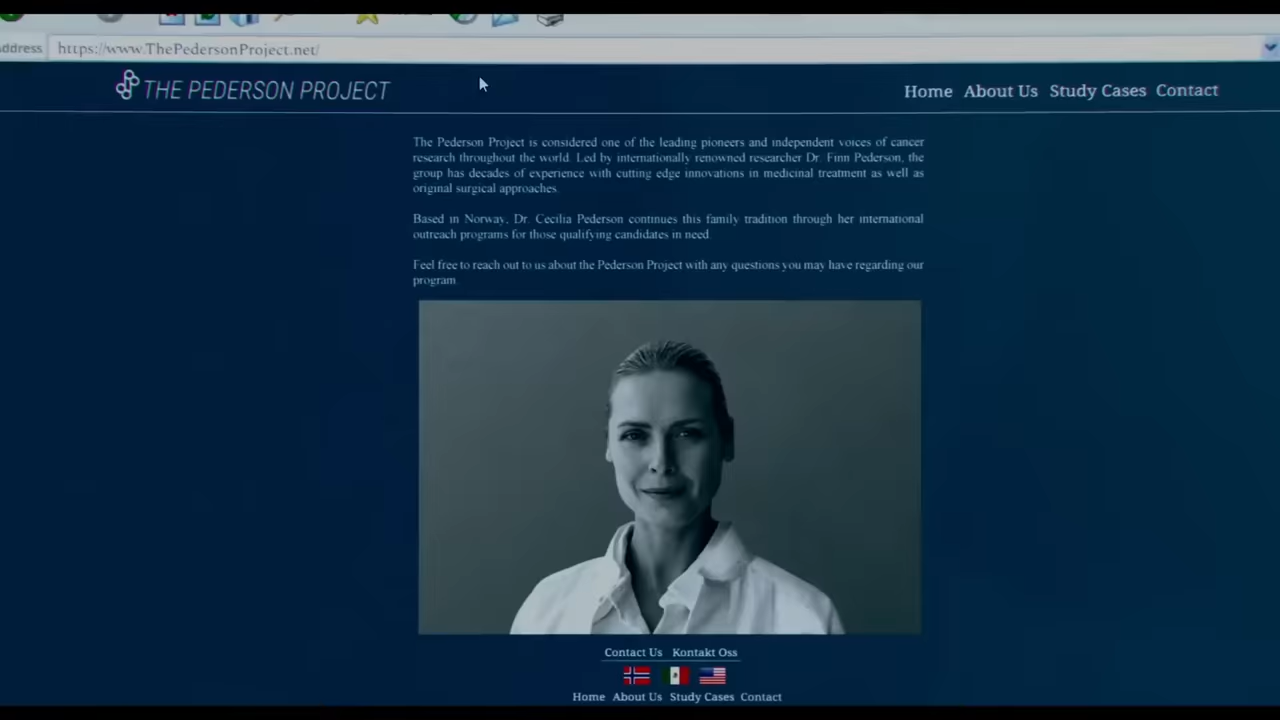 Address
https://www.ThePedersonProject.net/
THE PEDERSON PROJECT
Home About Us Study Cases Contact
The Pederson Project is considered one of the leading pioneers and independent voices of cancer
research throughout the world. Led by internationally renowned researcher Dr. Finn Pederson, the
group has decades of experience with cutting edge innovations in medicinal treatment as well as
original surgical approaches.
Based in Norway, Dr. Cecilia Pederson continues this family tradition through her international
outreach programs for those qualifying candidates in need.
Feel free to reach out to us about the Pederson Project with any questions you may have regarding our
program.
Contact Us Kontakt Oss
Home About Us Study Cases Contact